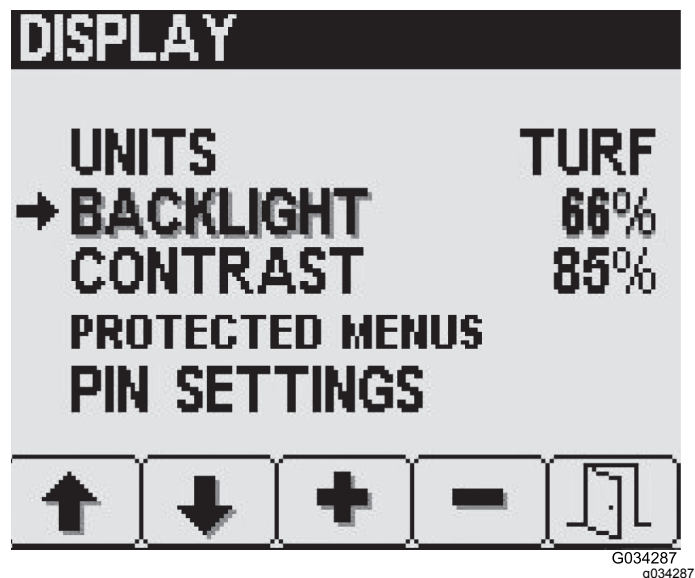 DISPLAY
UNITS TURF
BACKLIGHT 66%
CONTRAST 85%
PROTECTED MENUS
PIN SETTINGS
G034287
g034287